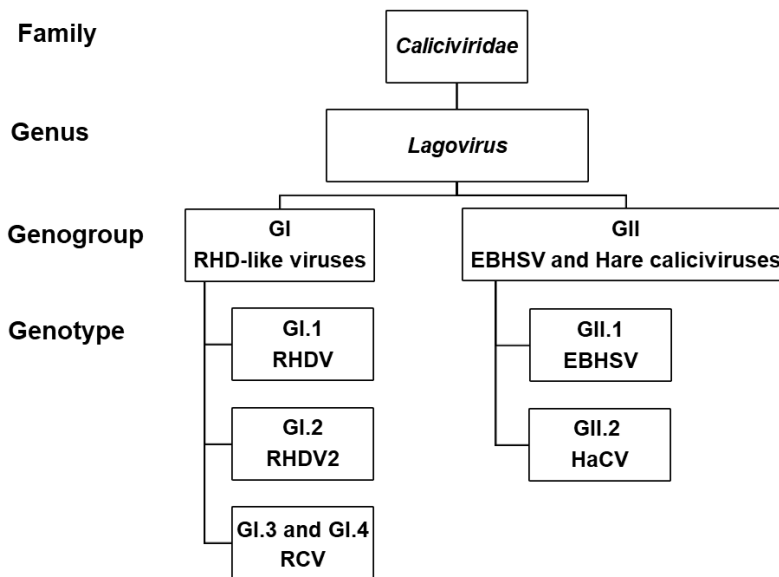 Family
Caliciviridae
Genus
Lagovirus
Genogroup
GI
RHD-like viruses
GII
EBHSV and Hare caliciviruses
Genotype
GI.1
RHDV
GII.1
EBHSV
GI.2
RHDV2
GII.2
HaCV
GI.3 and GI.4
RCV